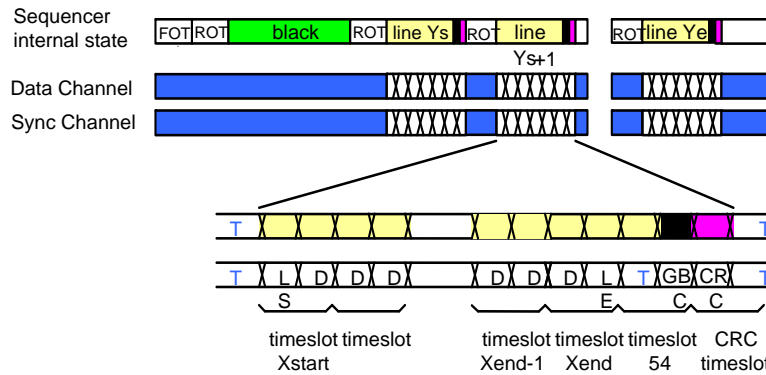 Sequencer
internal state
FOT ROT black ROT line Ys ROT line ROT line Ye
Ys+1
Data Channel
Sync Channel
T T
T L D D D D D D L T GB CR T
S E C C
timeslot timeslot timeslot timeslot timeslot CRC
Xstart Xend-1 Xend 54 timeslot